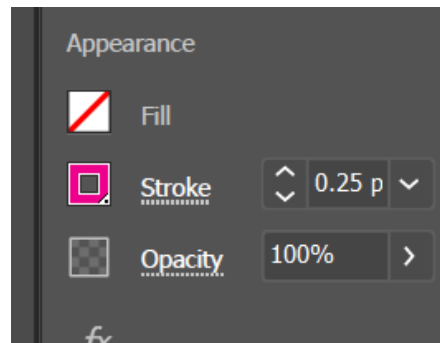 Appearance
Fill
Stroke 0.25 p
Opacity 100%
fx